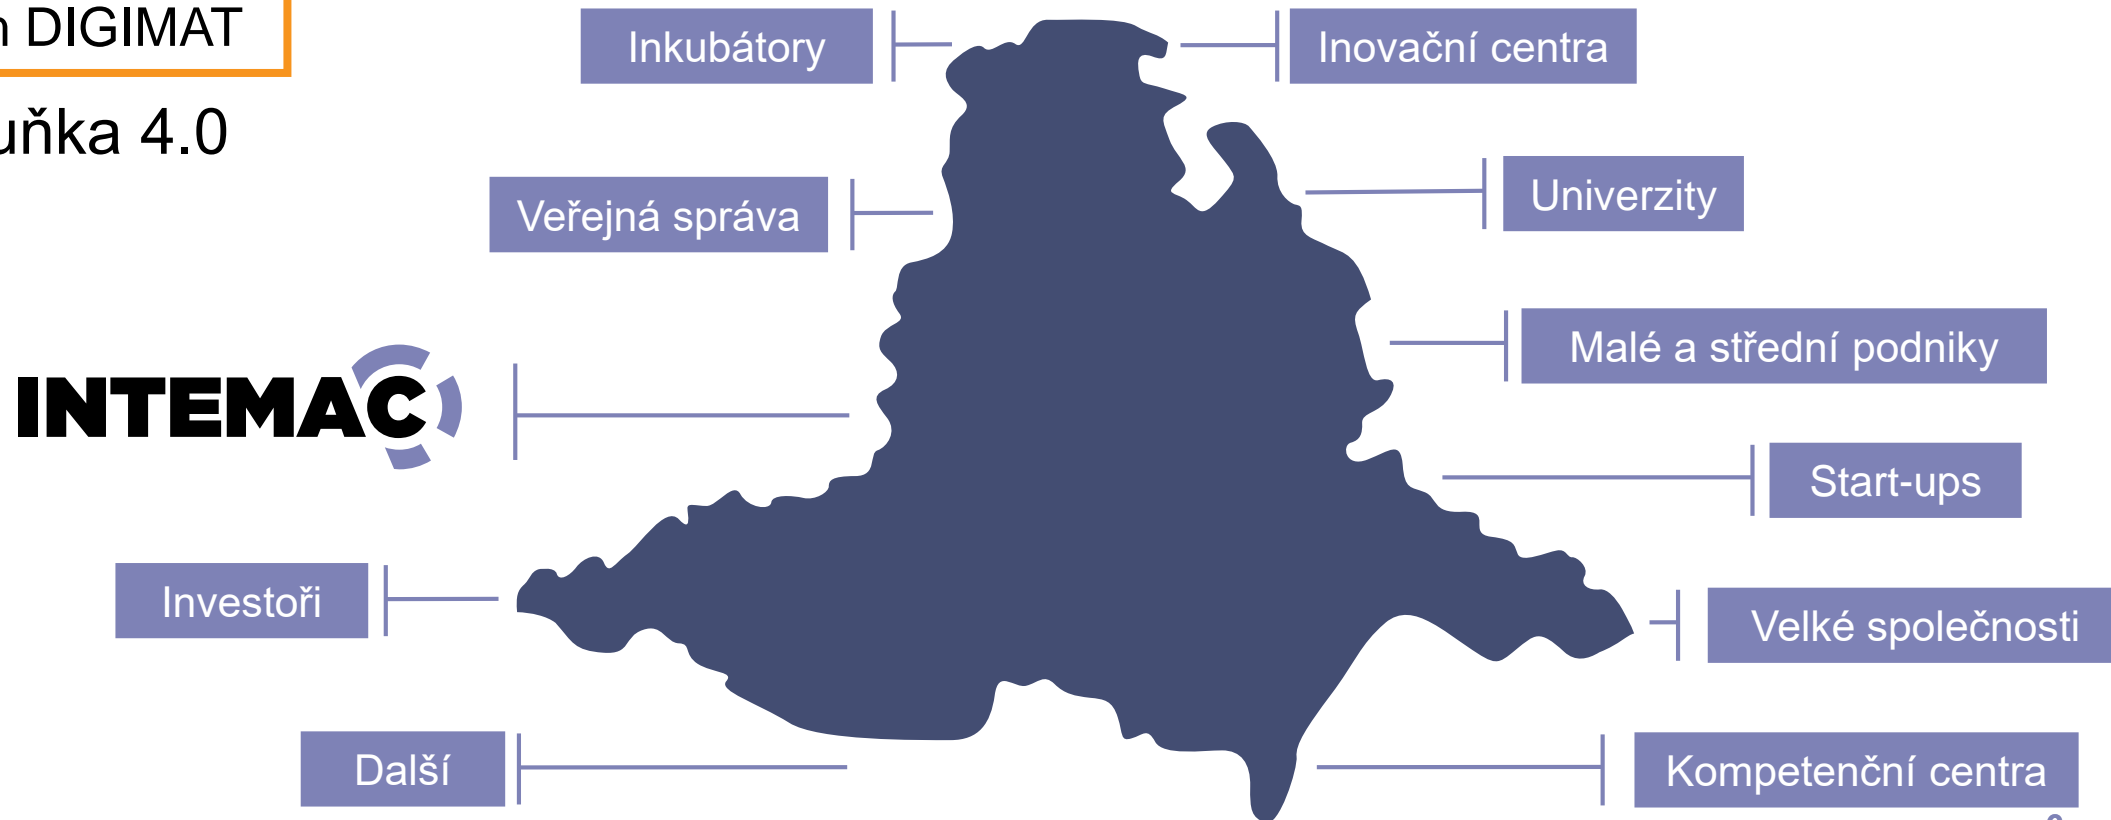 DIGIMAT
4.0
Inkubátory
Inovační centra
Veřejná správa
Univerzity
Malé a střední podniky
INTEMAC
Start-ups
Investoři
Velké společnosti
Další
Kompetenční centra